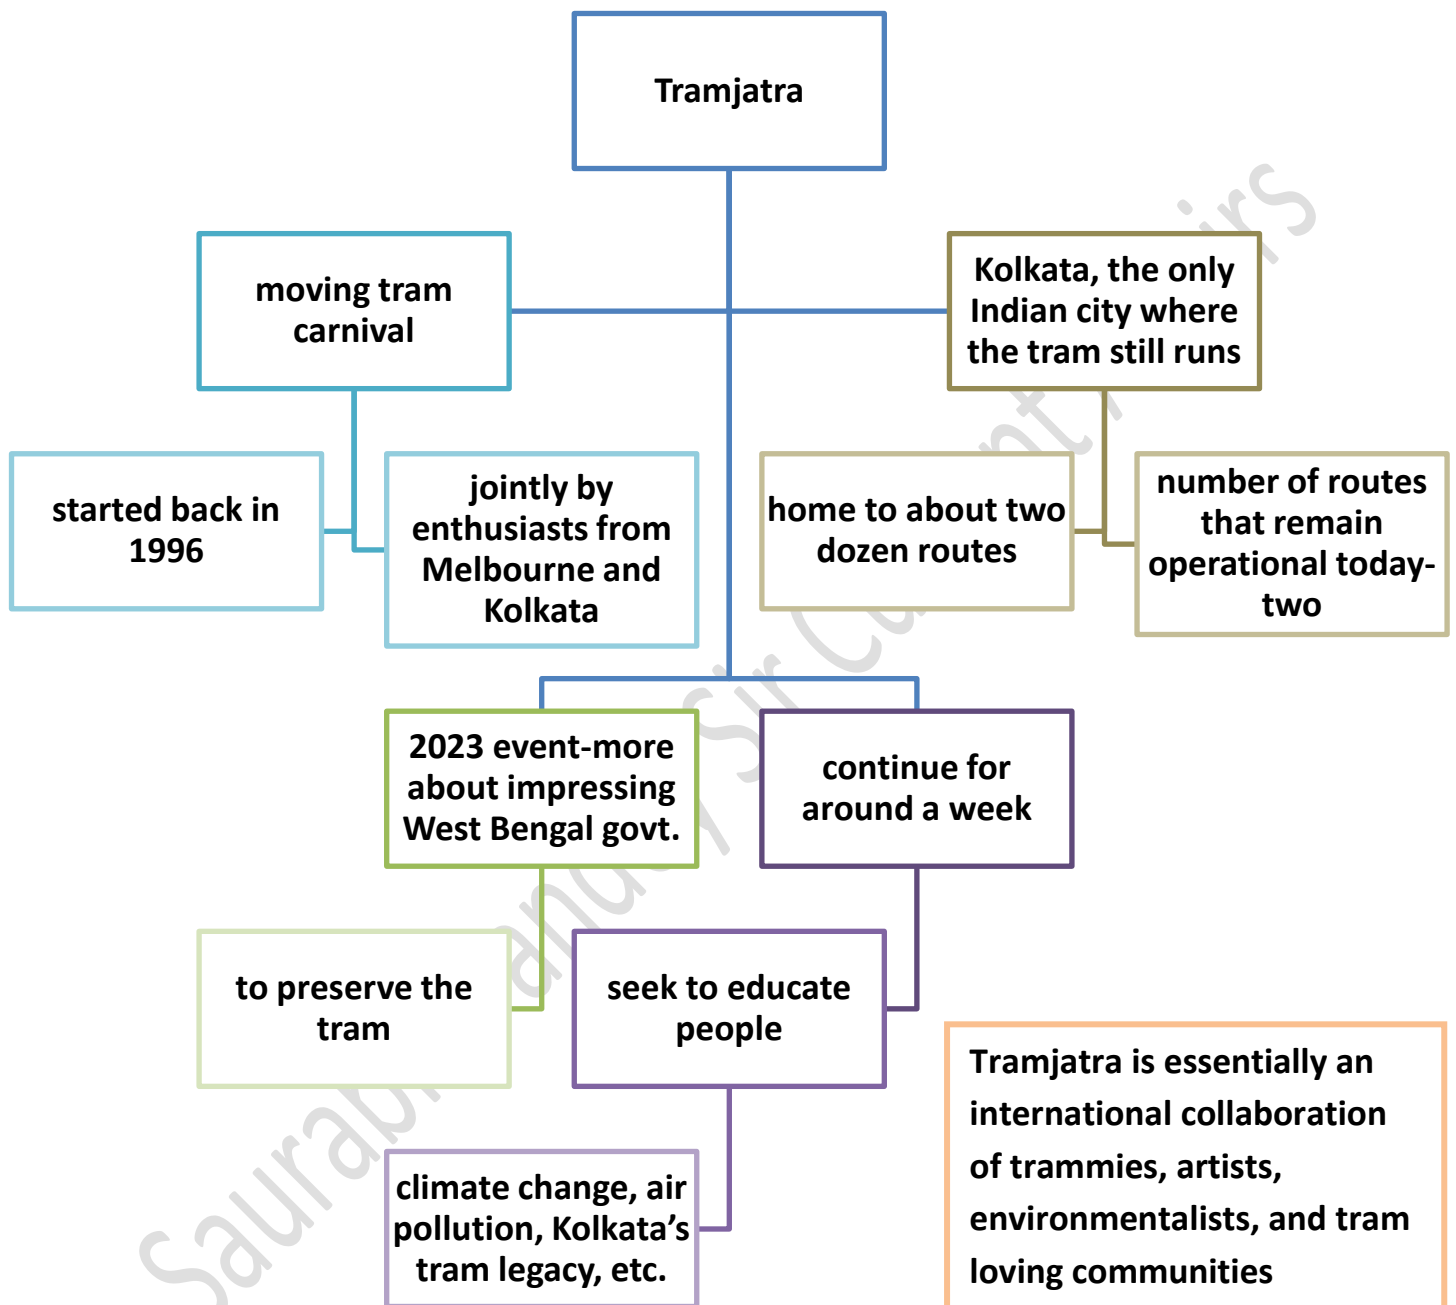 Tramjatra
moving tram
carnival
Kolkata, the only
Indian city where
the tram still runs
started back in
1996
jointly by
enthusiasts from
Melbourne and
Kolkata
home to about two
dozen routes
number of routes
that remain
operational today-
two
2023 event-more
about impressing
West Bengal govt.
continue for
around a week
to preserve the
tram
seek to educate
people
climate change, air
pollution, Kolkata’s
tram legacy, etc.
Tramjatra is essentially an
international collaboration
of trammies, artists,
environmentalists, and tram
loving communities